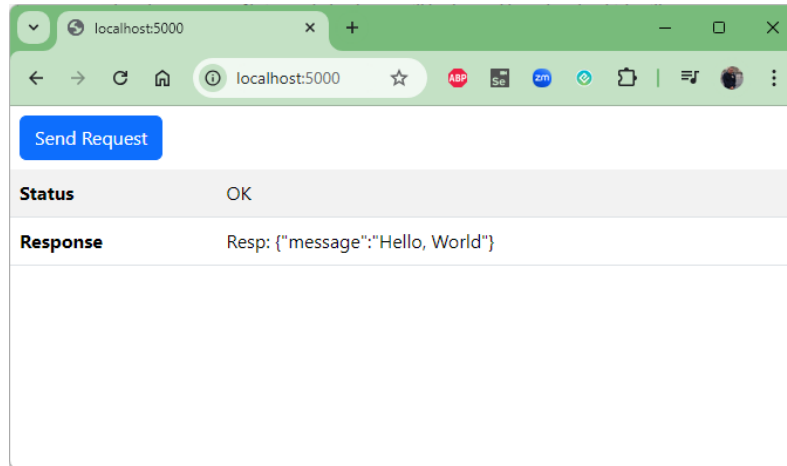 localhost:5000
localhost:5000
ABP
Se
zm
Send Request
Status OK
Response Resp: {"message":"Hello, World"}